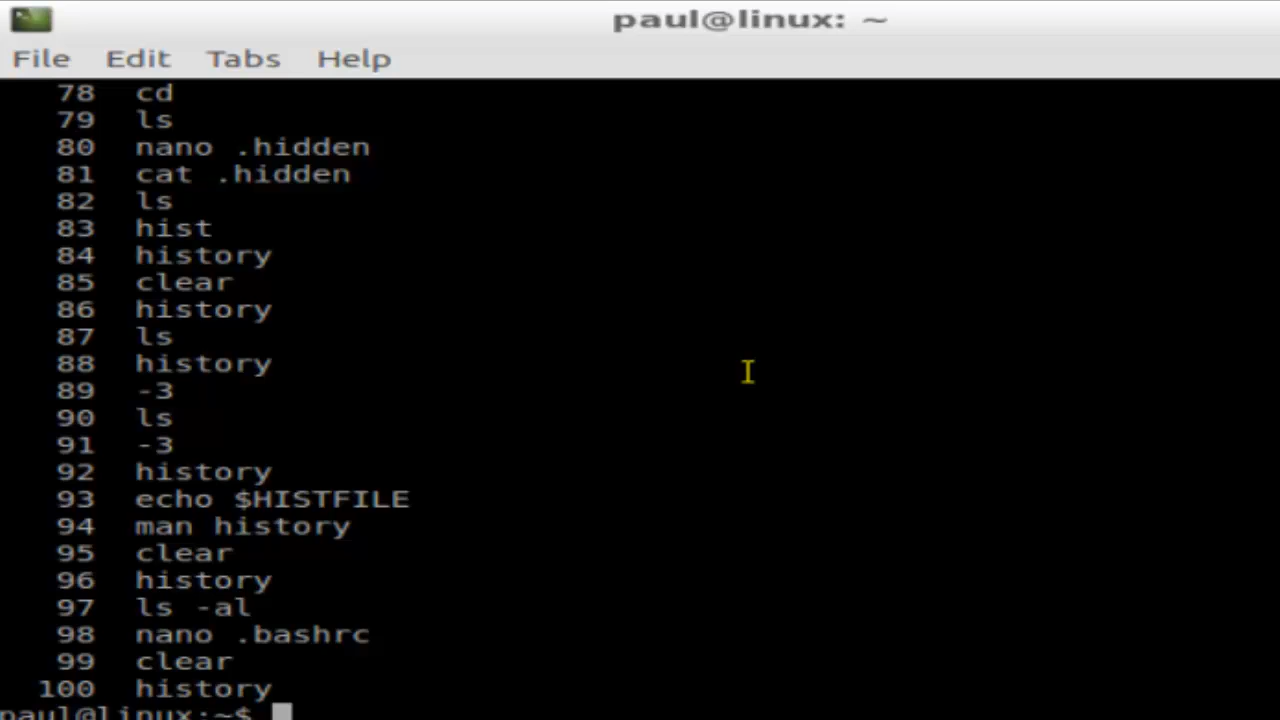 paul@linux: ~
File Edit Tabs Help
78 cd
79 ls
80 nano .hidden
81 cat .hidden
82 ls
83 hist
84 history
85 clear
86 history
87 ls
88 history
89 -3
90 ls
91 -3
92 history
93 echo $HISTFILE
94 man history
95 clear
96 history
97 ls -al
98 nano .bashrc
99 clear
100 history
paul@linux:~$